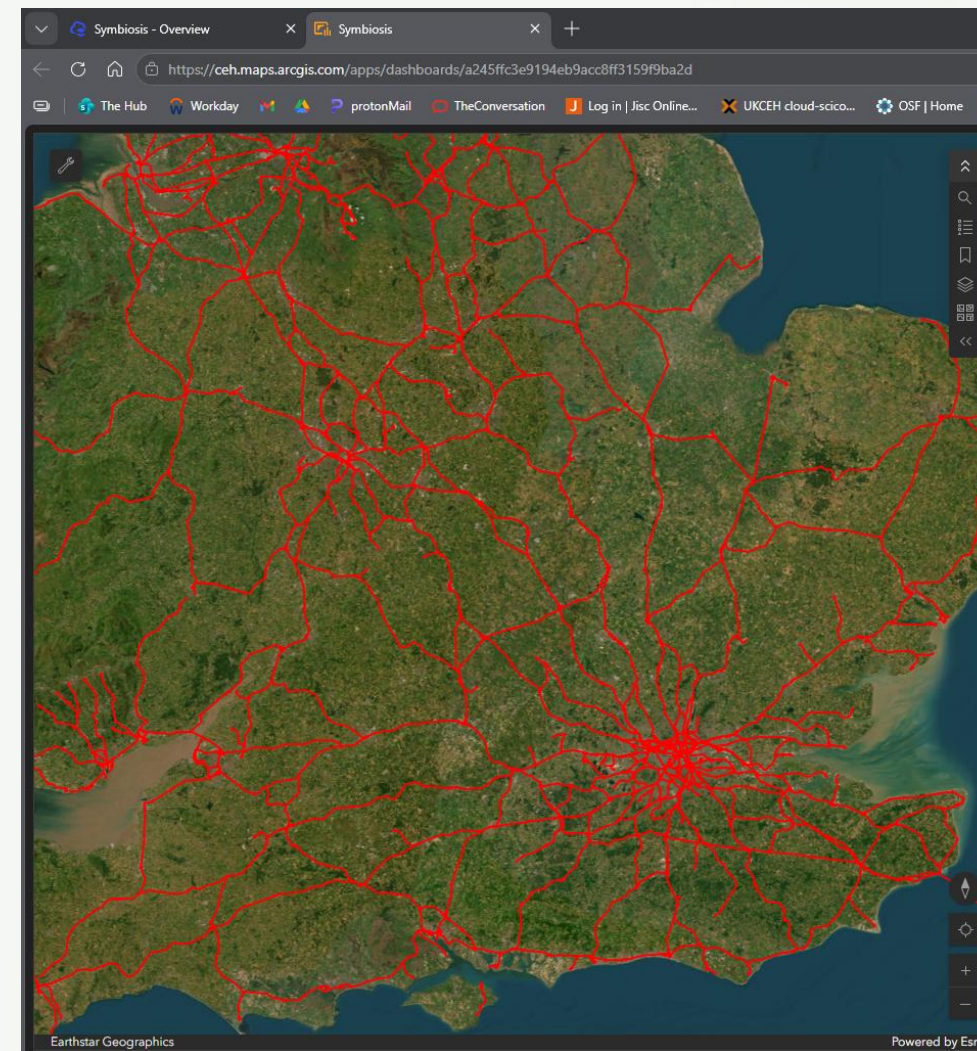 Symbiosis - Overview
Symbiosis
https://ceh.maps.arcgis.com/apps/dashboards/a245ffc3e9194eb9acc8ff3159f9ba2d
The Hub Workday protonMail TheConversation Log in | Jisc Online... UKCEH cloud-scico... OSF | Home
Earthstar Geographics
Powered by Esr